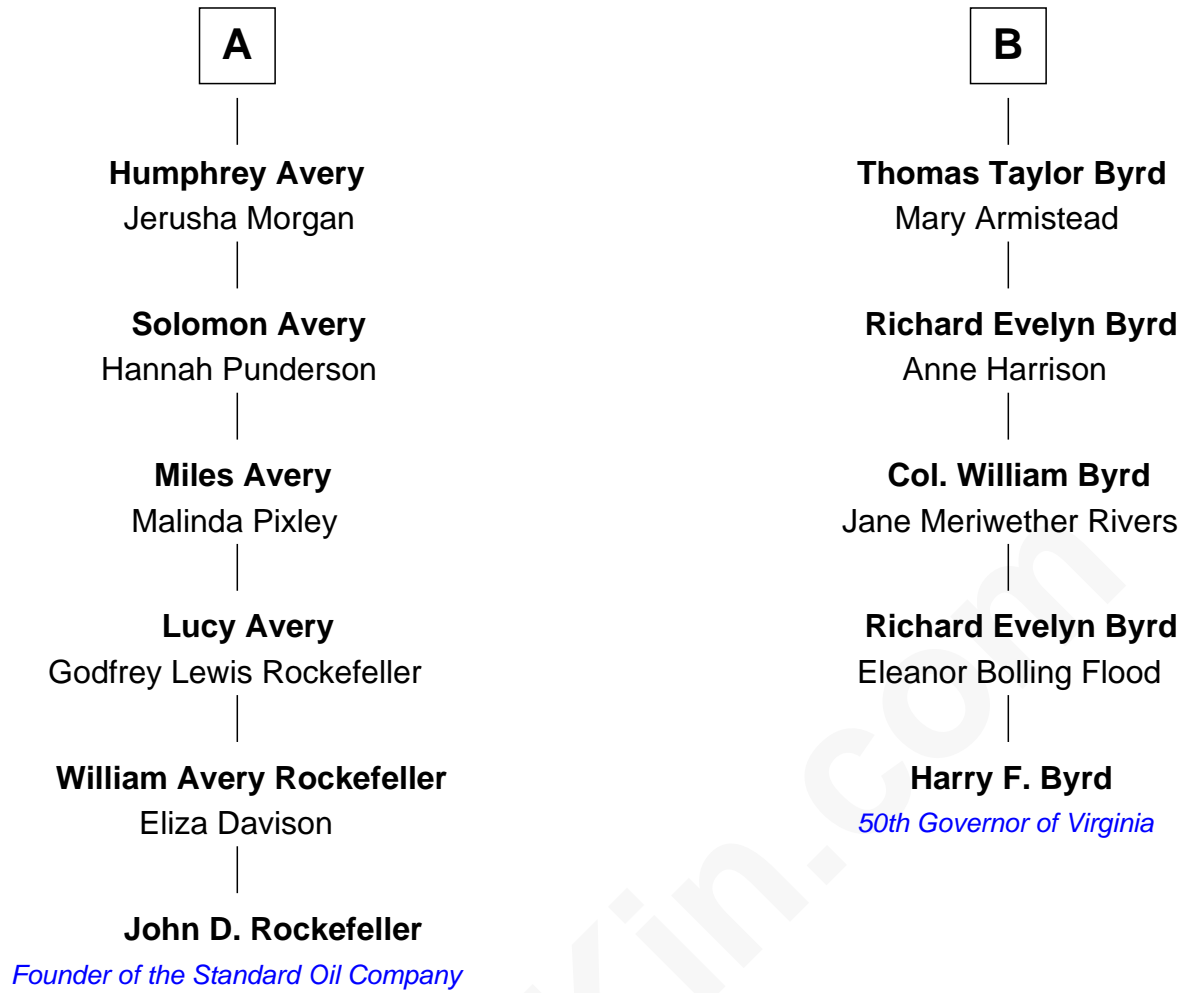 A
Humphrey Avery
Jerusha Morgan
Solomon Avery
Hannah Punderson
Miles Avery
Malinda Pixley
Lucy Avery
Godfrey Lewis Rockefeller
William Avery Rockefeller
Eliza Davison
John D. Rockefeller
Founder of the Standard Oil Company
B
Thomas Taylor Byrd
Mary Armistead
Richard Evelyn Byrd
Anne Harrison
Col. William Byrd
Jane Meriwether Rivers
Richard Evelyn Byrd
Eleanor Bolling Flood
Harry F. Byrd
50th Governor of Virginia
in.com